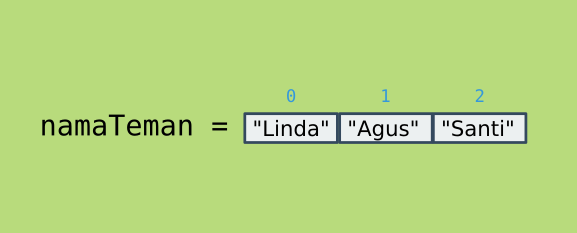 0 1 2
namaTeman = "Linda" "Agus" "Santi"